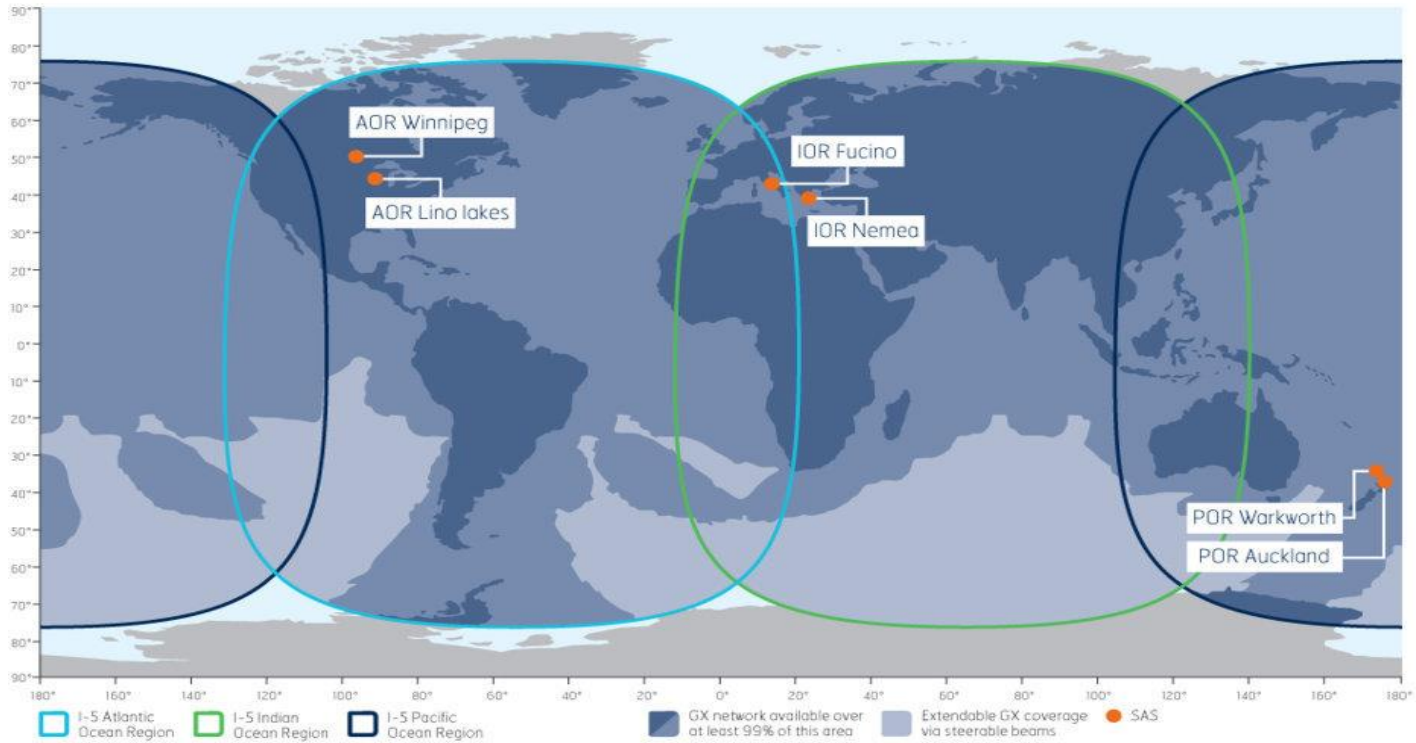 90°
80°
70°
60°
50°
40°
30°
20°
10°
0°
10°
20°
30°
40°
50°
60°
70°
80°
90°
AOR Winnipeg
AOR Lino lakes
IOR Fucino
IOR Nemea
POR Warkworth
POR Auckland
180° 160° 140° 120° 100° 80° 60° 40° 20° 0° 20° 40° 60° 80° 100° 120° 140° 160° 180°
I-5 Atlantic
Ocean Region
I-5 Indian
Ocean Region
I-5 Pacific
Ocean Region
GX network available over
at least 99% of this area
Extendable GX coverage
via steerable beams
SAS